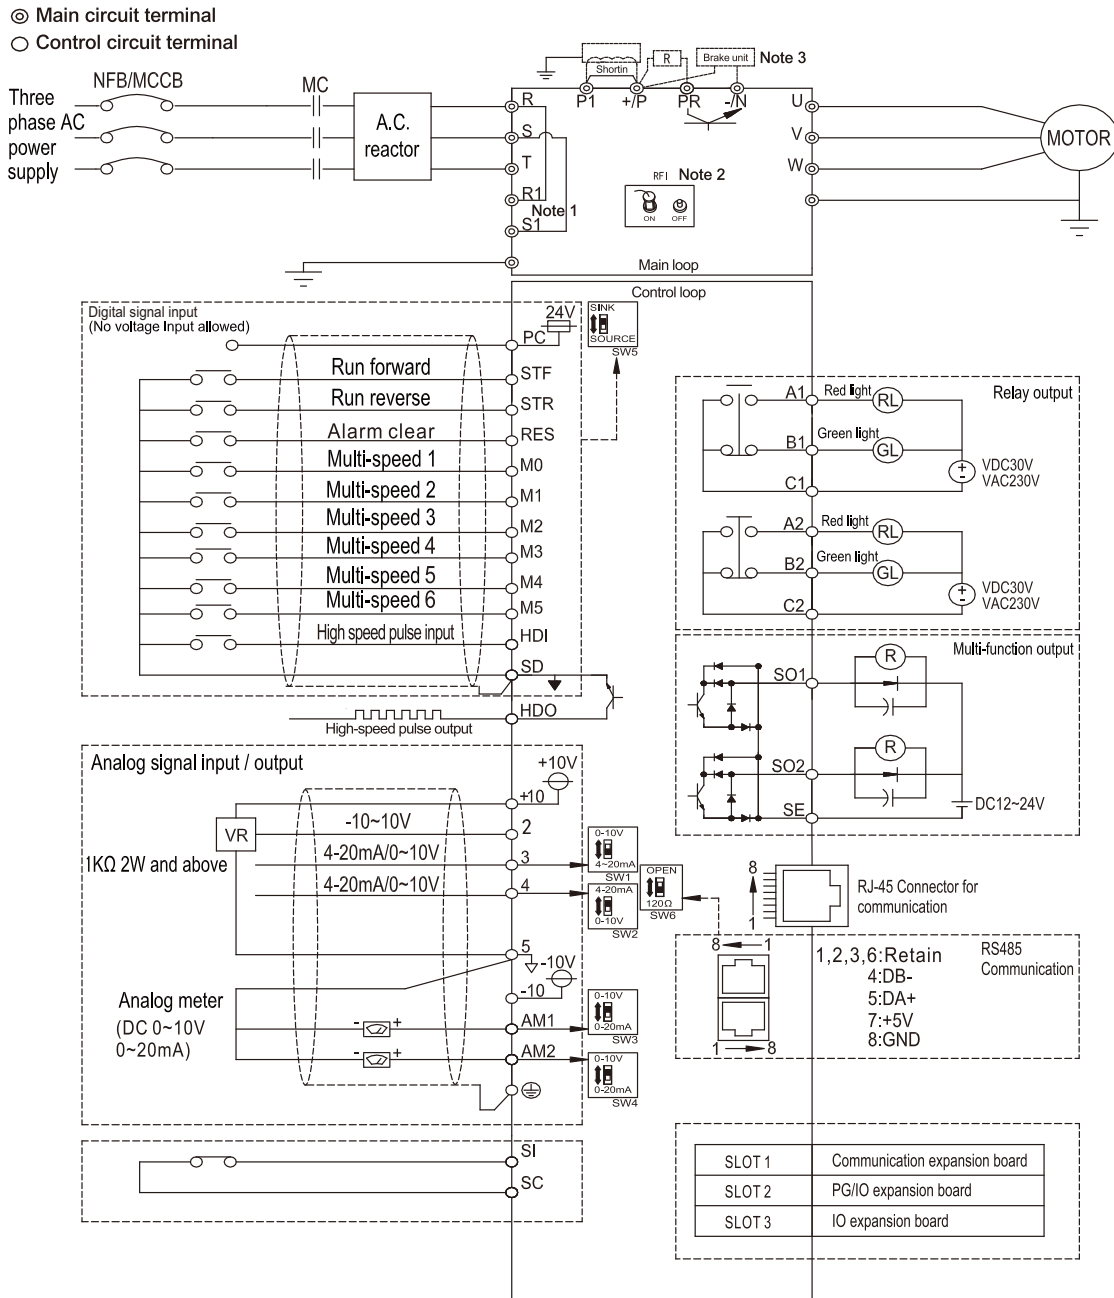 Main circuit terminal
Control circuit terminal
NFB/MCCB
MC
Three
phase AC
power
supply
A.C.
reactor
Shortin
R
Brake unit
Note 3
P1
+/P
PR
-/N
R
S
T
R1
S1
Note 1
RFI
Note 2
ON
OFF
U
V
W
MOTOR
Main loop
Control loop
Digital signal input
(No voltage Input allowed)
24V
PC
SINK
SOURCE
SW5
Run forward
STF
Run reverse
STR
Alarm clear
RES
Multi-speed 1
M0
Multi-speed 2
M1
Multi-speed 3
M2
Multi-speed 4
M3
Multi-speed 5
M4
Multi-speed 6
M5
High speed pulse input
HDI
SD
HDO
High-speed pulse output
Relay output
A1
Red light
RL
B1
Green light
GL
C1
+
-
VDC30V
VAC230V
A2
Red light
RL
B2
Green light
GL
C2
+
-
VDC30V
VAC230V
Multi-function output
SO1
R
SO2
R
SE
DC12~24V
Analog signal input / output
+10V
+10
VR
1KΩ 2W and above
-10~10V
2
4-20mA/0~10V
3
4-20mA/0~10V
4
0-10V
4~20mA
SW1
4-20mA
0-10V
SW2
OPEN
120Ω
SW6
5
-10V
-10
Analog meter
(DC 0~10V
0~20mA)
-
+
AM1
-
+
AM2
0-10V
0-20mA
SW3
0-10V
0-20mA
SW4
8
1
RJ-45 Connector for
communication
8
1
1
8
1,2,3,6:Retain
4:DB-
5:DA+
7:+5V
8:GND
RS485
Communication
SI
SC
SLOT 1 Communication expansion board
SLOT 2 PG/IO expansion board
SLOT 3 IO expansion board